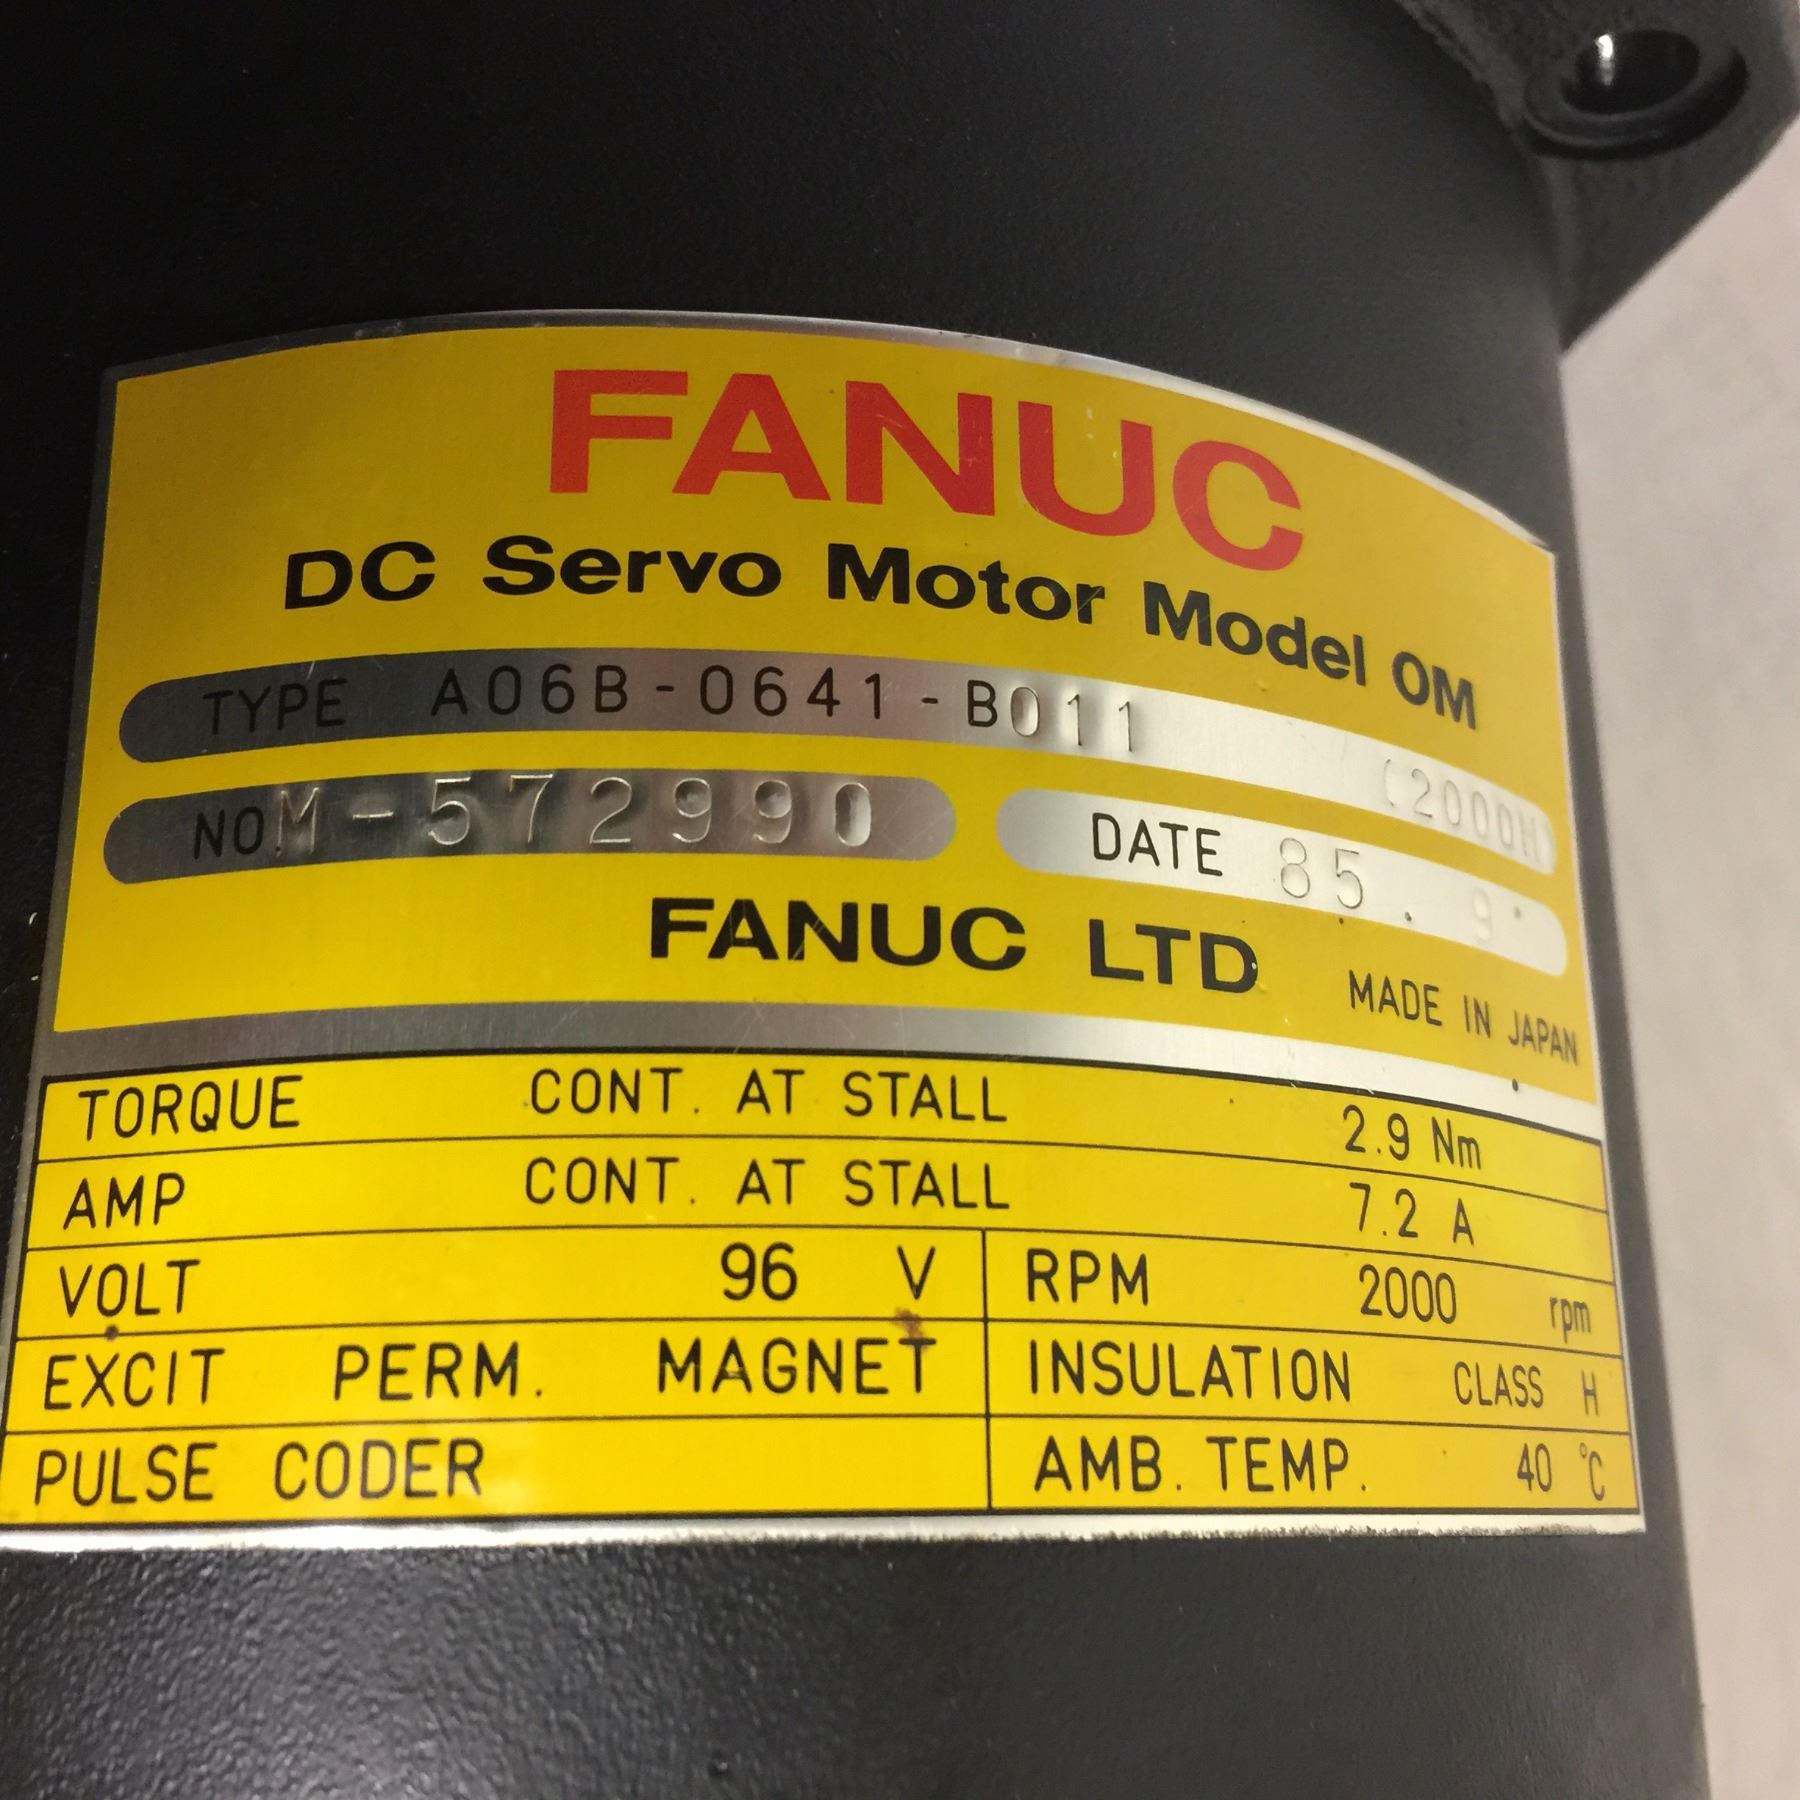 FANUC
DC Servo Motor Model OM
TYPE A06B-0641-B011 (2000H)
NO. M-572990 DATE 85. 9
FANUC LTD MADE IN JAPAN
TORQUE CONT. AT STALL 2.9 Nm
AMP CONT. AT STALL 7.2 A
VOLT 96 V RPM 2000 rpm
EXCIT PERM. MAGNET INSULATION CLASS H
PULSE CODER AMB. TEMP. 40 °C